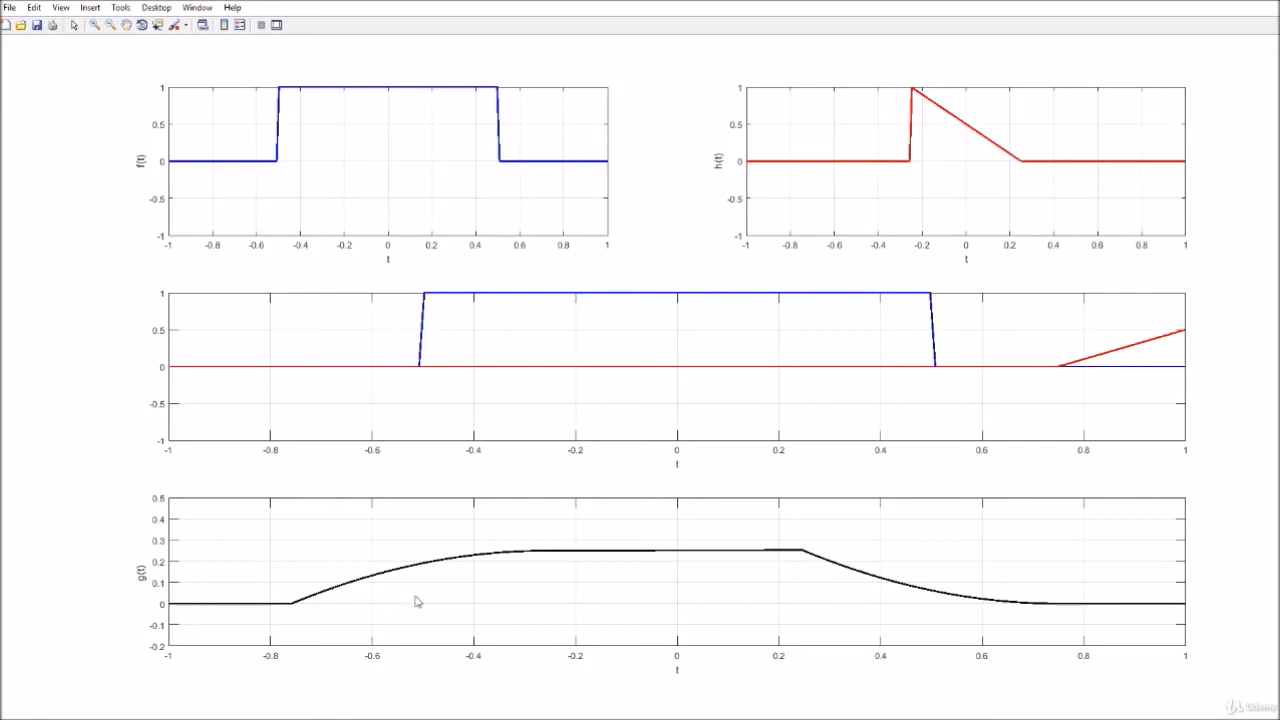 File Edit View Insert Tools Desktop Window Help
1
0.5
0
-0.5
-1
f(t)
-1 -0.8 -0.6 -0.4 -0.2 0 0.2 0.4 0.6 0.8 1
t
1
0.5
0
-0.5
-1
h(t)
-1 -0.8 -0.6 -0.4 -0.2 0 0.2 0.4 0.6 0.8 1
t
1
0.5
0
-0.5
-1
-1 -0.8 -0.6 -0.4 -0.2 0 0.2 0.4 0.6 0.8 1
t
0.5
0.4
0.3
0.2
0.1
0
-0.1
-0.2
g(t)
-1 -0.8 -0.6 -0.4 -0.2 0 0.2 0.4 0.6 0.8 1
t
Udemy